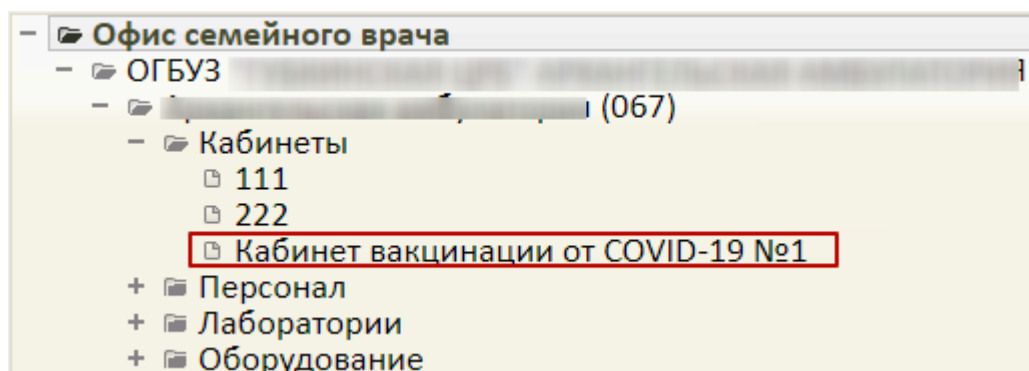 Офис семейного врача
ОГБУЗ
(067)
Кабинеты
111
222
Кабинет вакцинации от COVID-19 №1
Персонал
Лаборатории
Оборудование